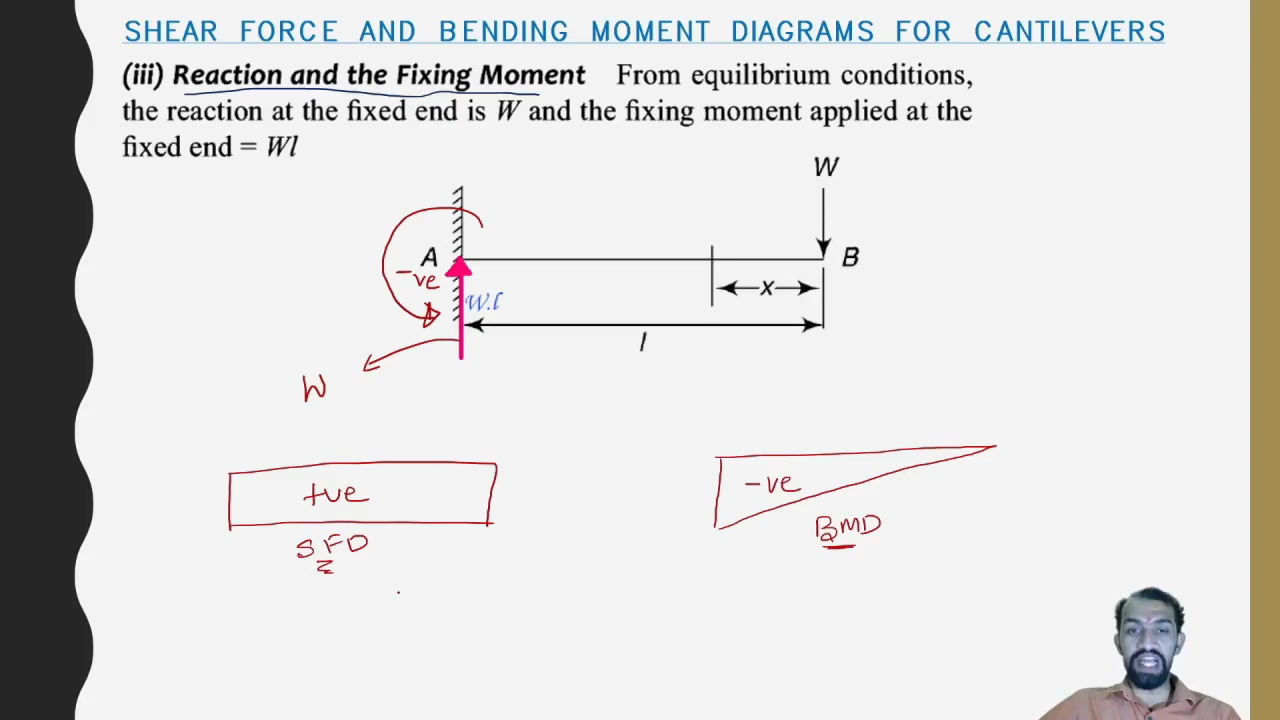 SHEAR FORCE AND BENDING MOMENT DIAGRAMS FOR CANTILEVERS
(iii) Reaction and the Fixing Moment From equilibrium conditions,
the reaction at the fixed end is W and the fixing moment applied at the
fixed end = Wl
W
A
B
-ve
W.l
x
l
W
+ve
-ve
SFD
BMD